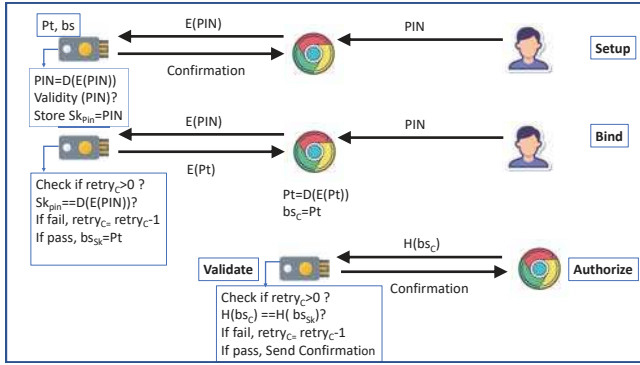 Pt, bs
E(PIN)
PIN
Confirmation
Setup
PIN=D(E(PIN))
Validity (PIN)?
Store Sk_Pin=PIN
E(PIN)
PIN
Bind
E(Pt)
Check if retry_C>0 ?
Sk_pin==D(E(PIN))?
If fail, retry_C= retry_C-1
If pass, bs_Sk=Pt
Pt=D(E(Pt))
bs_C=Pt
H(bs_C)
Validate
Authorize
Confirmation
Check if retry_C>0 ?
H(bs_C) ==H( bs_Sk)?
If fail, retry_C= retry_C-1
If pass, Send Confirmation